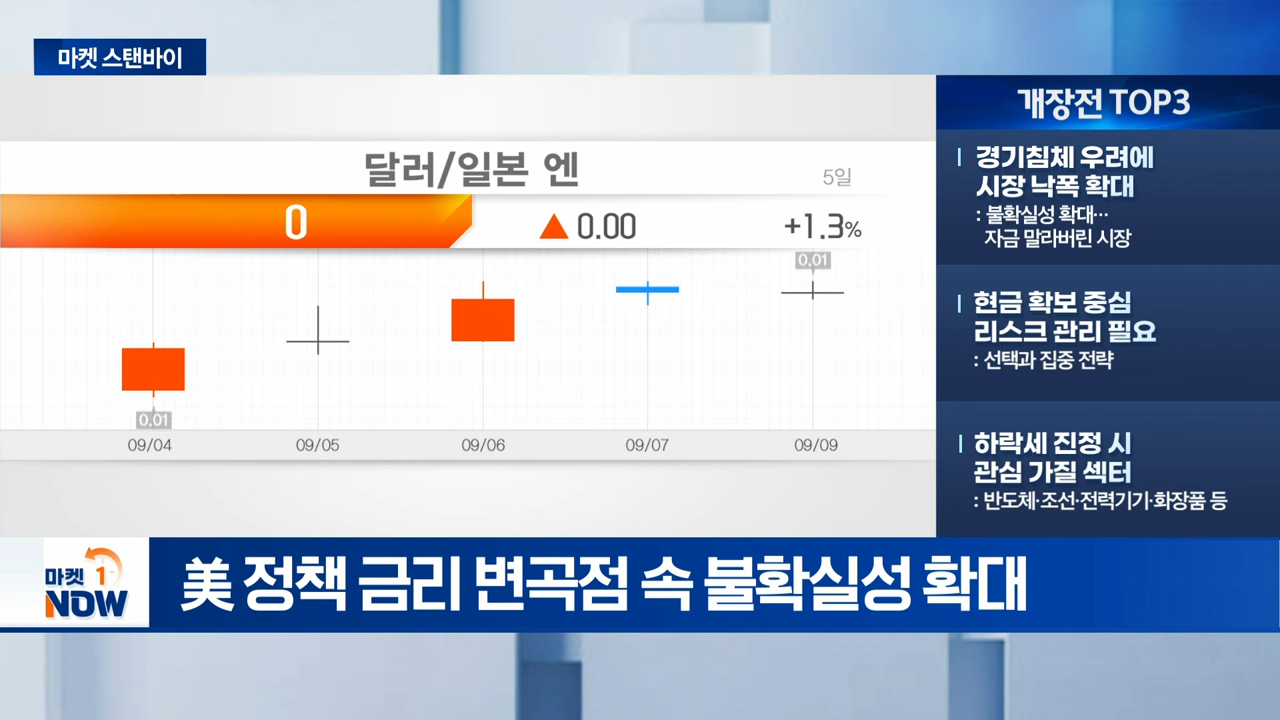 마켓 스탠바이
달러/일본 엔
5일
0
▲ 0.00
+1.3%
0.01
0.01
09/04
09/05
09/06
09/07
09/09
개장전 TOP3
경기침체 우려에
시장 낙폭 확대
: 불확실성 확대…
자금 말라버린 시장
현금 확보 중심
리스크 관리 필요
: 선택과 집중 전략
하락세 진정 시
관심 가질 섹터
: 반도체·조선·전력기기·화장품 등
마켓 1
NOW
美 정책 금리 변곡점 속 불확실성 확대